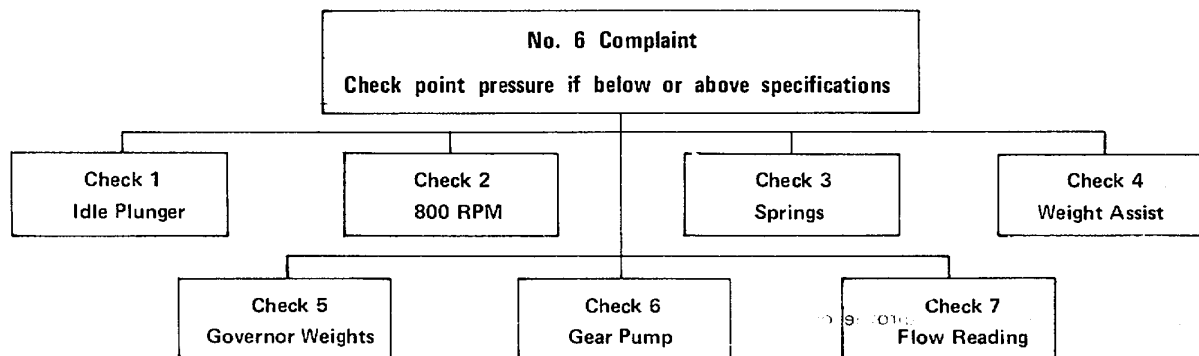 No. 6 Complaint
Check point pressure if below or above specifications
Check 1
Idle Plunger
Check 2
800 RPM
Check 3
Springs
Check 4
Weight Assist
Check 5
Governor Weights
Check 6
Gear Pump
Check 7
Flow Reading